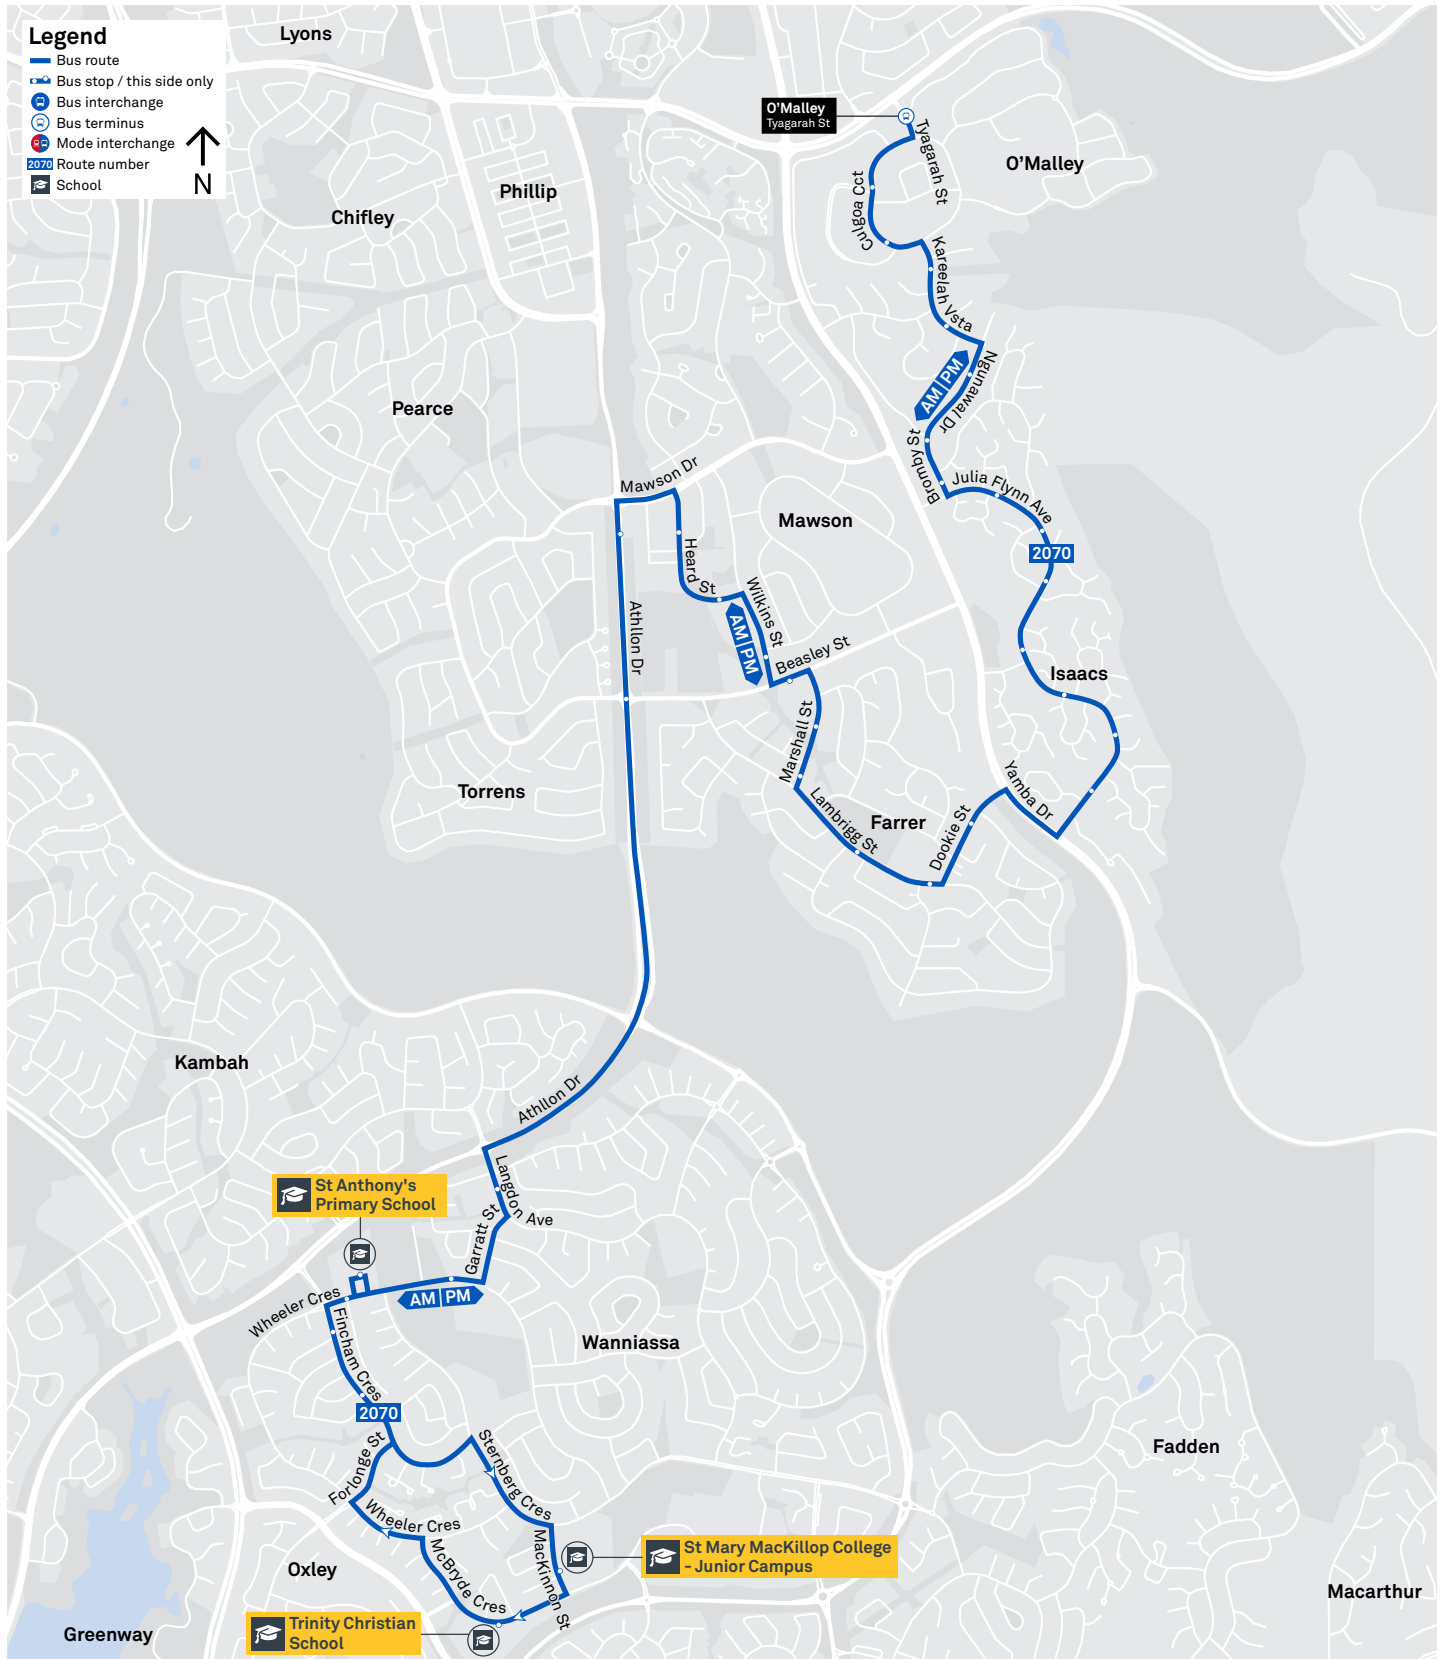 Legend
Bus route
Bus stop / this side only
Bus interchange
Bus terminus
Mode interchange
2070 Route number
School
N
Lyons
Chifley
Phillip
O'Malley
Tyagarah St
O'Malley
Tyagarah St
Culgoa Cct
Kareelah Vsta
Ngunawal Dr
AM PM
Bromby St
Julia Flynn Ave
2070
Pearce
Mawson Dr
Mawson
Heard St
Wilkins St
AM PM
Athllon Dr
Beasley St
Isaacs
Marshall St
Torrens
Lambrigg St
Farrer
Dookie St
Yamba Dr
Kambah
Athllon Dr
Langdon Ave
Garratt St
St Anthony's
Primary School
Wheeler Cres
AM PM
Fincham Cres
Wanniassa
2070
Forlonge St
Sternberg Cres
Wheeler Cres
McBryde Cres
MacKinnon St
St Mary MacKillop College
- Junior Campus
Trinity Christian
School
Oxley
Greenway
Fadden
Macarthur